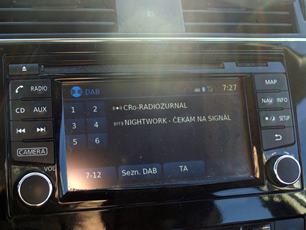 DAB
7:27
RADIO
MAP
CD
AUX
NAV
INFO
SETUP
CAMERA
VOL
1 2
3 4
5 6
7-12
CRo-RADIOZURNAL
NIGHTWORK - ČEKÁM NA SIGNÁL
Sezn. DAB
TA